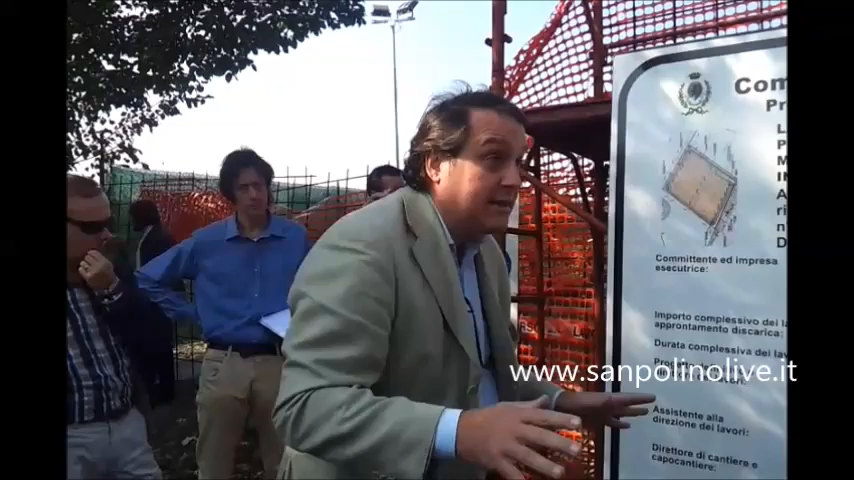 Com
Pr
L
P
M
IN
Committente ed impresa
esecutrice:
Importo complessivo dei la
approntamento discarica:
Durata complessiva dei lav
www.sanpolinolive.it
Assistente alla
direzione dei lavori:
Direttore di cantiere e
capocantiere: